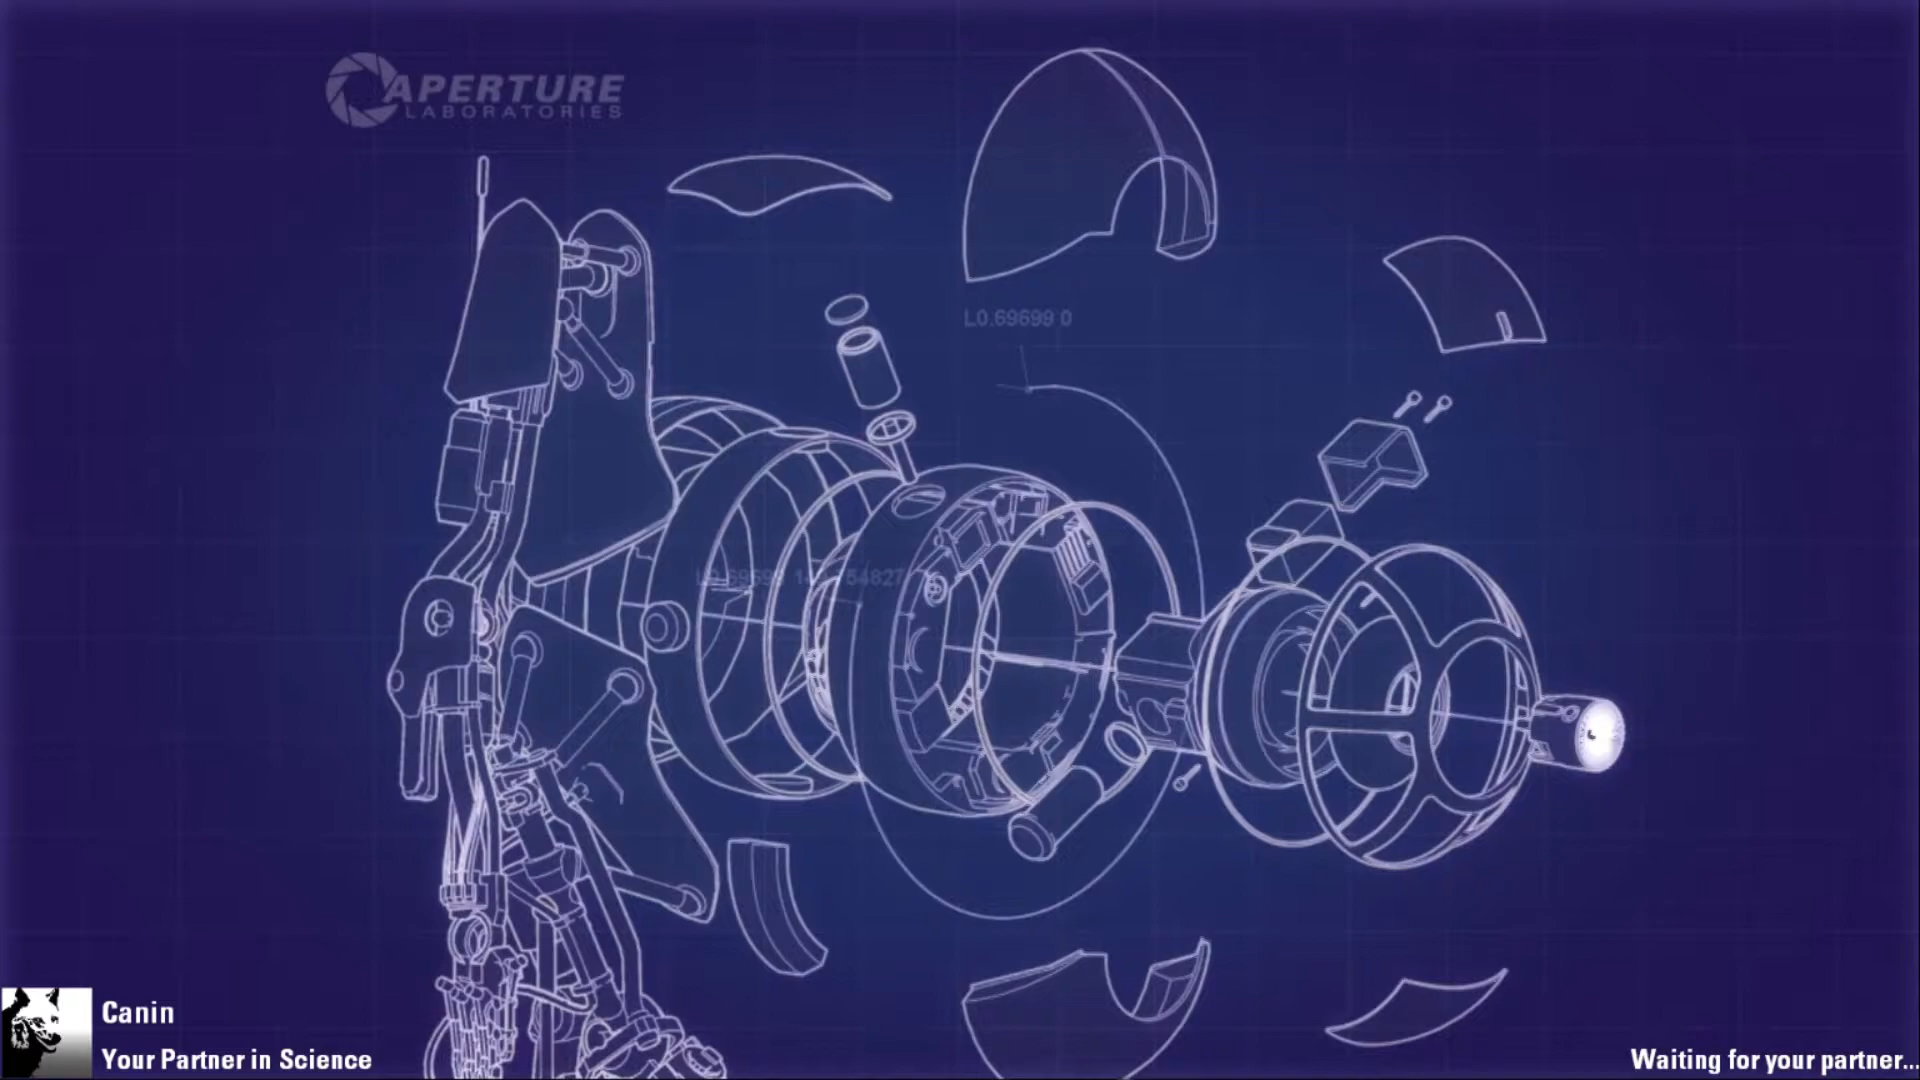 APERTURE
LABORATORIES
L0.69699 0
Canin
Your Partner in Science
Waiting for your partner...